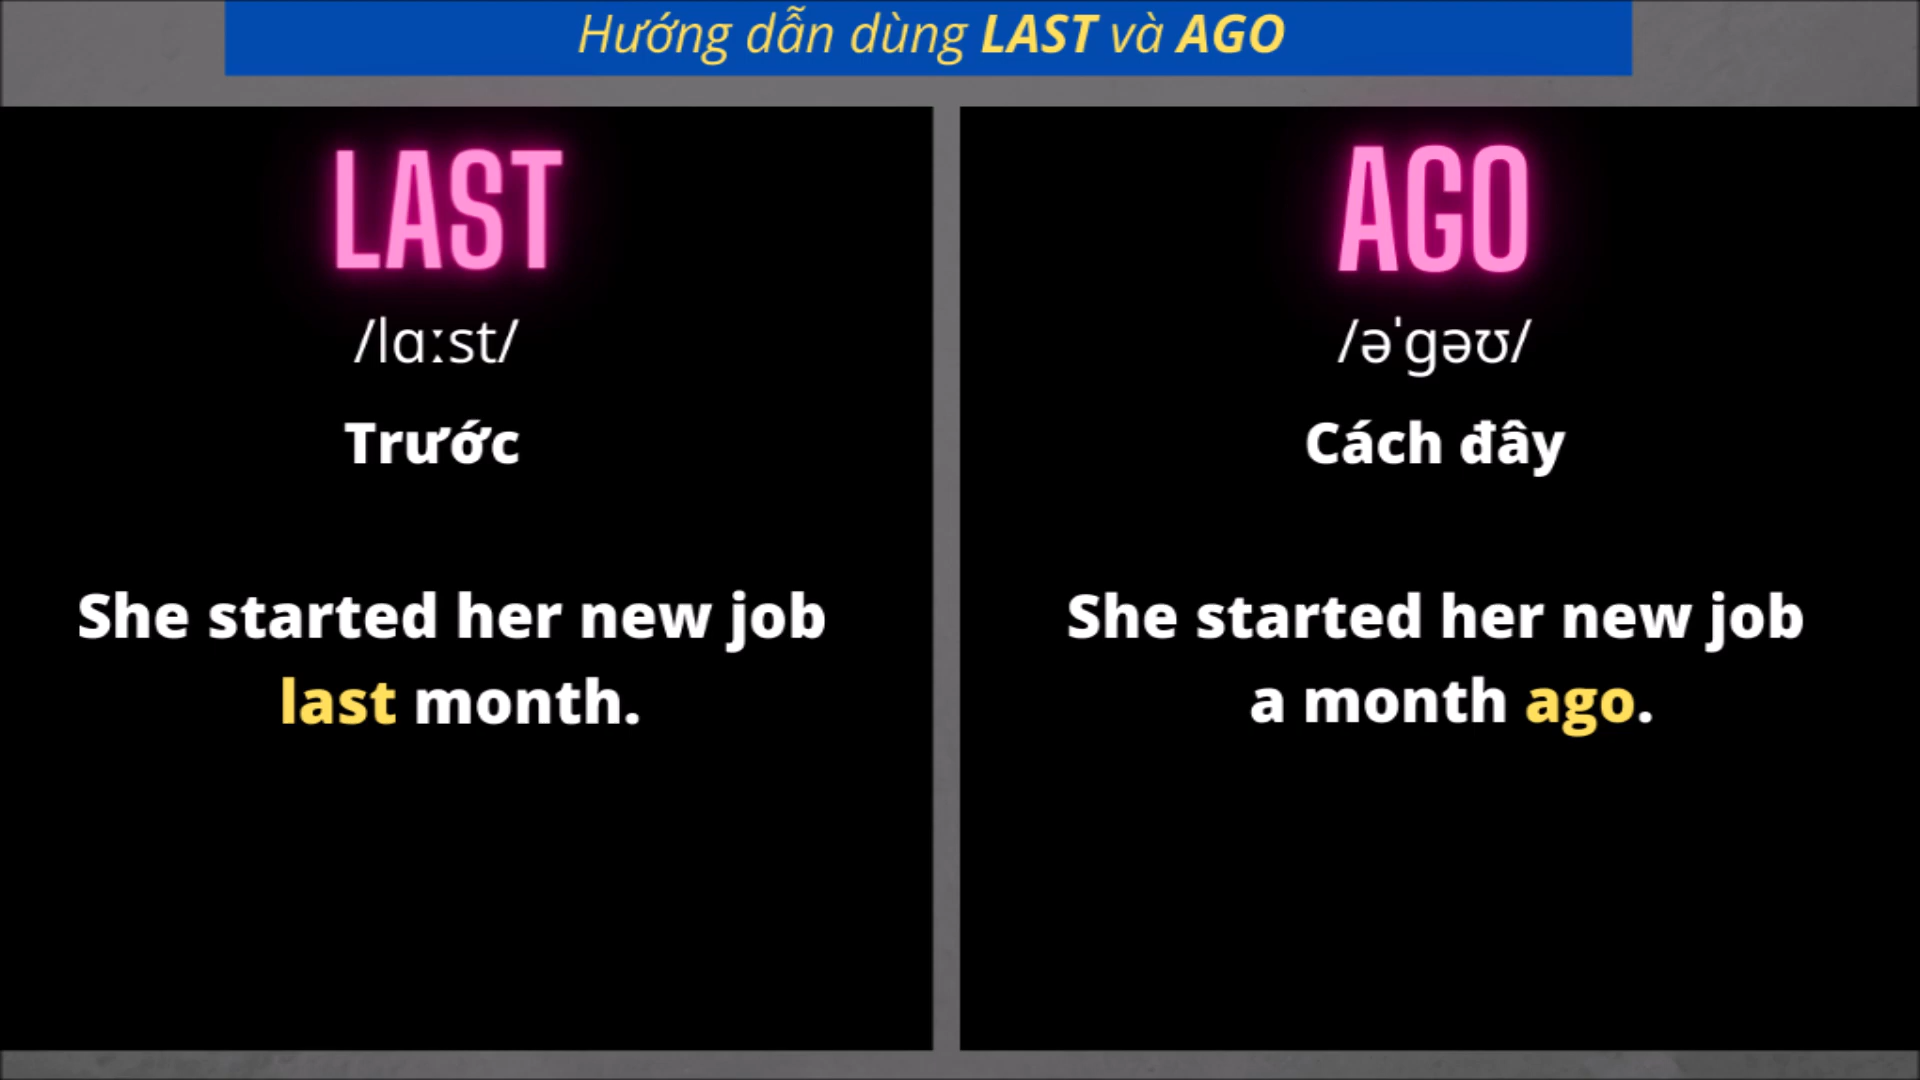 Hướng dẫn dùng LAST và AGO
LAST
/lɑːst/
Trước
She started her new job
last month.
AGO
/əˈɡəʊ/
Cách đây
She started her new job
a month ago.